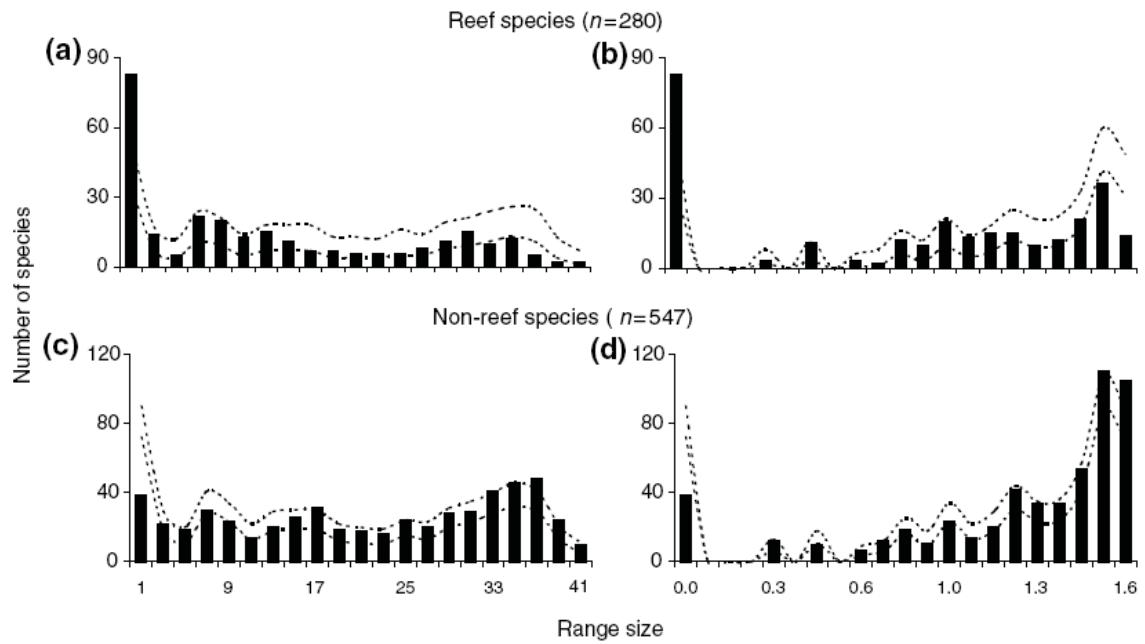 Reef species (n=280)
(a)
(b)
90
60
30
0
90
60
30
0
Number of species
Non-reef species ( n=547)
(c)
(d)
120
80
40
0
120
80
40
0
1 9 17 25 33 41
0.0 0.3 0.6 1.0 1.3 1.6
Range size